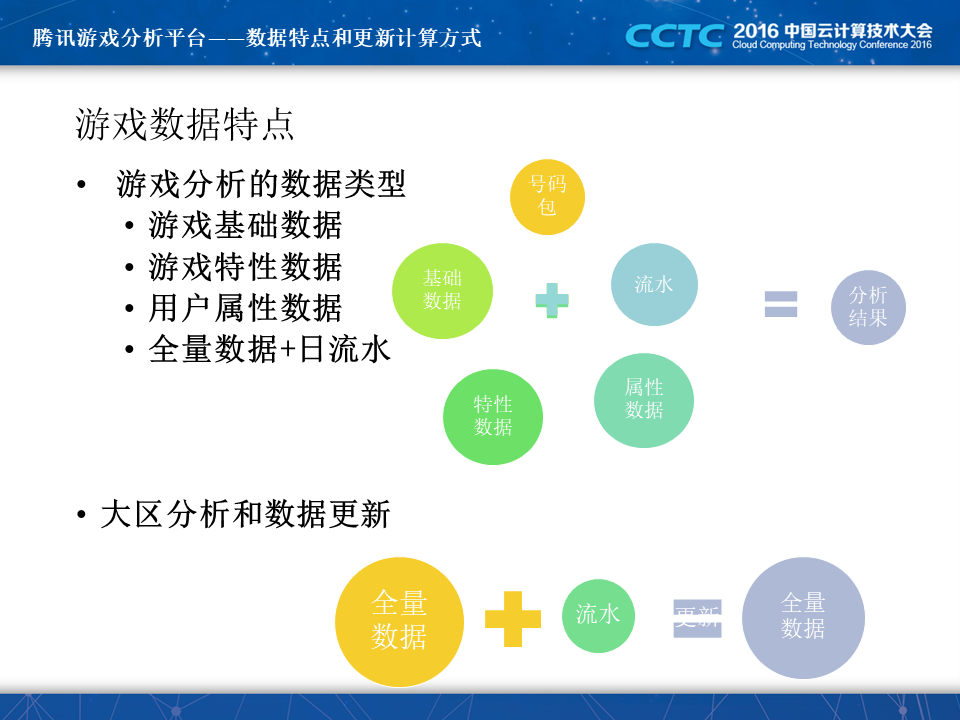 腾讯游戏分析平台——数据特点和更新计算方式
CCTC
2016 中国云计算技术大会
Cloud Computing Technology Conference 2016
游戏数据特点
• 游戏分析的数据类型
• 游戏基础数据
• 游戏特性数据
• 用户属性数据
• 全量数据+日流水
号码
包
基础
数据
+
流水
=
分析
结果
特性
数据
属性
数据
• 大区分析和数据更新
全量
数据
+
流水
更新
全量
数据